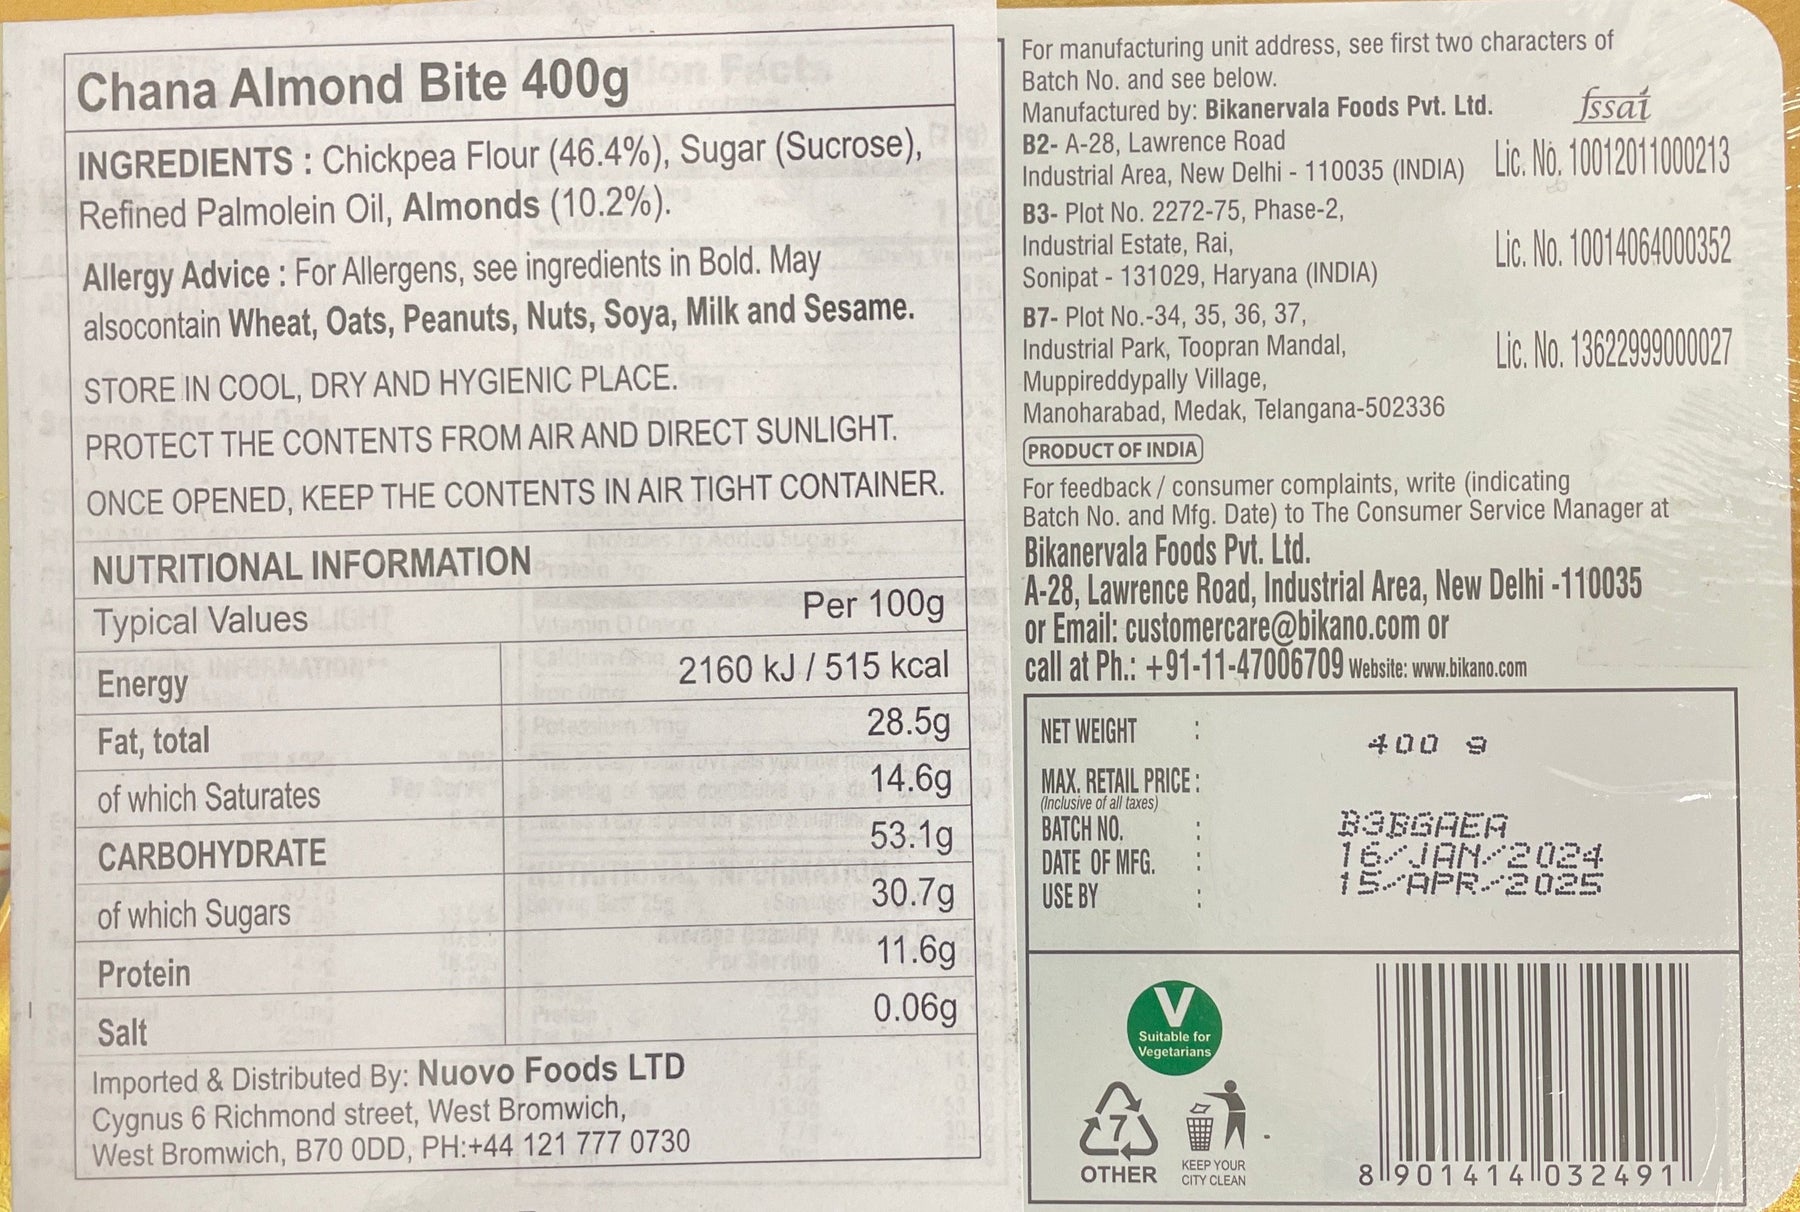 Chana Almond Bite 400g
INGREDIENTS : Chickpea Flour (46.4%), Sugar (Sucrose),
Refined Palmolein Oil, Almonds (10.2%).
Allergy Advice : For Allergens, see ingredients in Bold. May
alsocontain Wheat, Oats, Peanuts, Nuts, Soya, Milk and Sesame.
STORE IN COOL, DRY AND HYGIENIC PLACE.
PROTECT THE CONTENTS FROM AIR AND DIRECT SUNLIGHT.
ONCE OPENED, KEEP THE CONTENTS IN AIR TIGHT CONTAINER.
NUTRITIONAL INFORMATION
Typical Values Per 100g
Energy 2160 kJ / 515 kcal
Fat, total 28.5g
of which Saturates 14.6g
CARBOHYDRATE 53.1g
of which Sugars 30.7g
Protein 11.6g
Salt 0.06g
Imported & Distributed By: Nuovo Foods LTD
Cygnus 6 Richmond street, West Bromwich,
West Bromwich, B70 0DD, PH:+44 121 777 0730
For manufacturing unit address, see first two characters of
Batch No. and see below.
Manufactured by: Bikanervala Foods Pvt. Ltd.
fssai
B2- A-28, Lawrence Road
Industrial Area, New Delhi - 110035 (INDIA) Lic. No. 10012011000213
B3- Plot No. 2272-75, Phase-2,
Industrial Estate, Rai, Lic. No. 10014064000352
Sonipat - 131029, Haryana (INDIA)
B7- Plot No.-34, 35, 36, 37,
Industrial Park, Toopran Mandal, Lic. No. 13622999000027
Muppireddypally Village,
Manoharabad, Medak, Telangana-502336
PRODUCT OF INDIA
For feedback / consumer complaints, write (indicating
Batch No. and Mfg. Date) to The Consumer Service Manager at
Bikanervala Foods Pvt. Ltd.
A-28, Lawrence Road, Industrial Area, New Delhi -110035
or Email: customercare@bikano.com or
call at Ph.: +91-11-47006709 Website: www.bikano.com
NET WEIGHT : 400 g
MAX. RETAIL PRICE :
(Inclusive of all taxes)
BATCH NO. : B3BGAEA
DATE OF MFG. : 16/JAN/2024
USE BY : 15/APR/2025
V
Suitable for
Vegetarians
7
OTHER
KEEP YOUR
CITY CLEAN
8 901414 032491